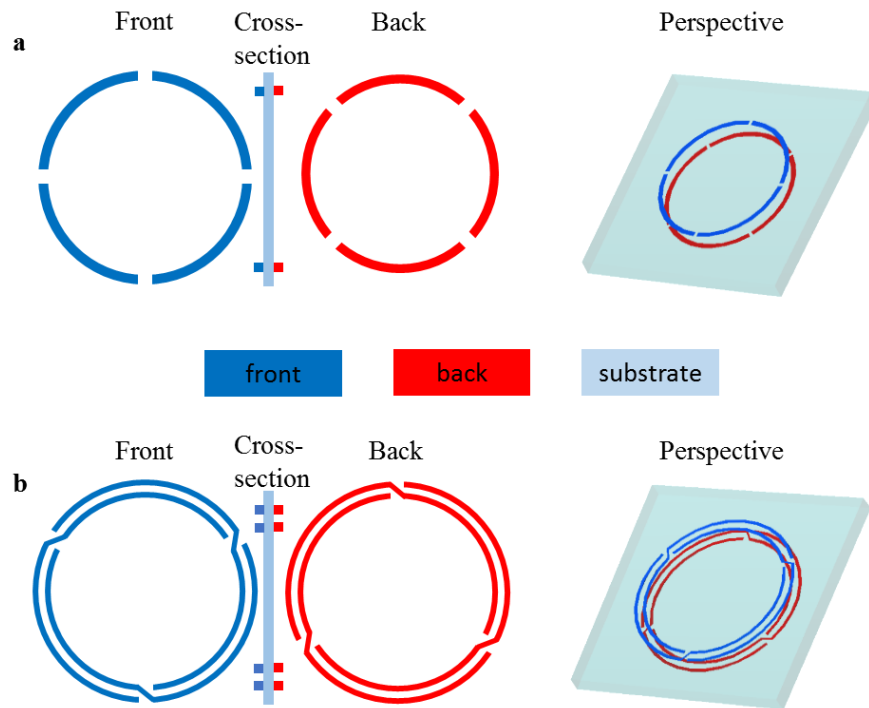 a
Front
Cross-
section
Back
Perspective
front
back
substrate
b
Front
Cross-
section
Back
Perspective